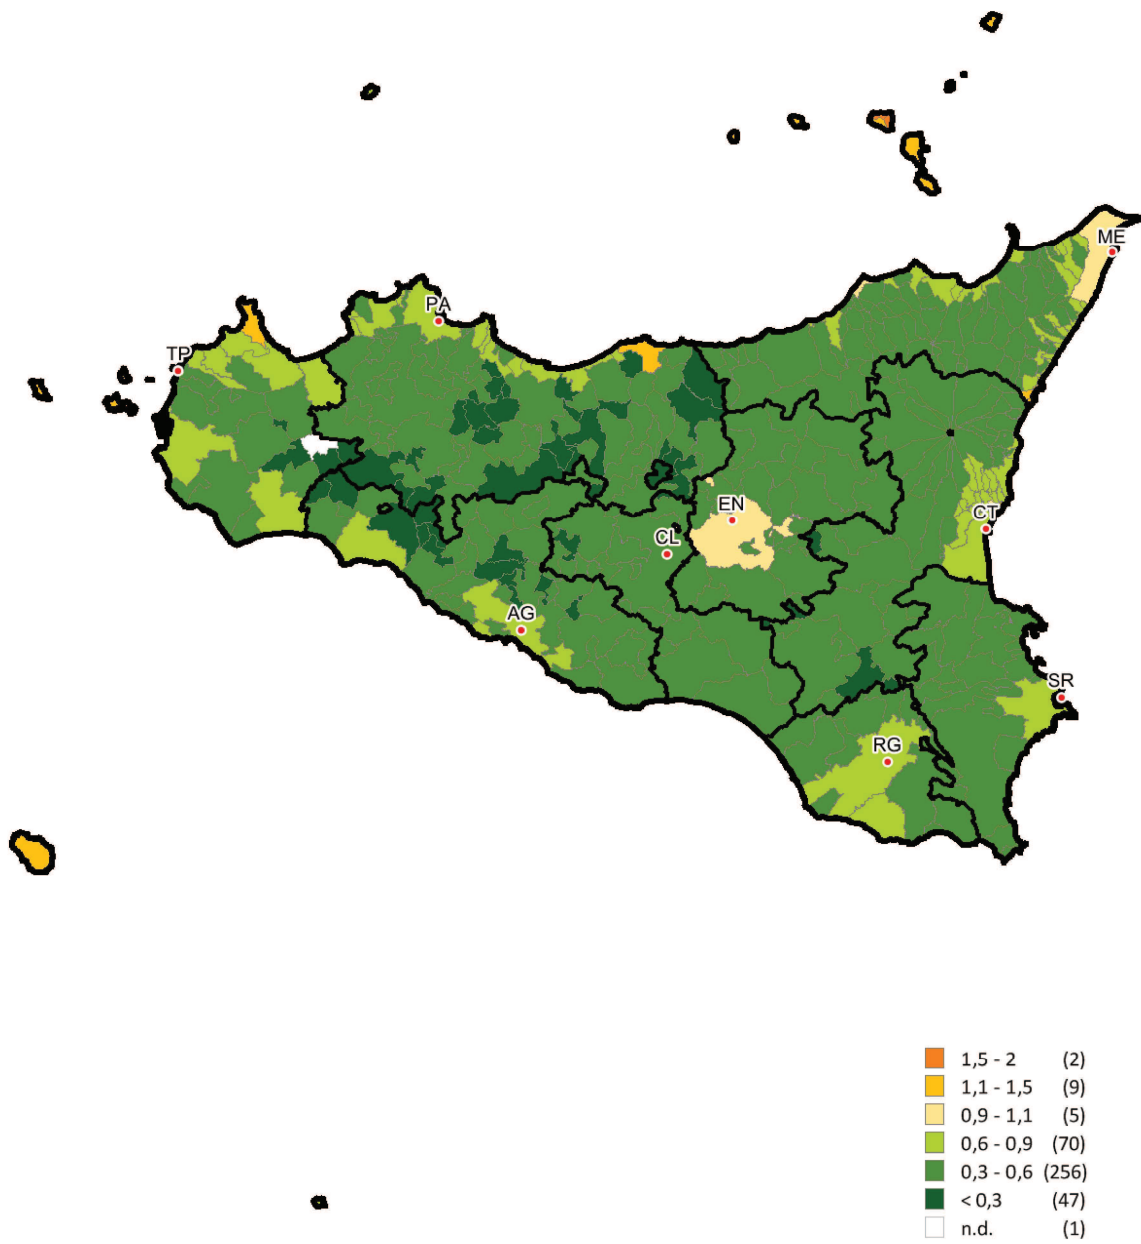 ME
PA
TP
EN
CT
CL
AG
SR
RG
1,5 - 2 (2)
1,1 - 1,5 (9)
0,9 - 1,1 (5)
0,6 - 0,9 (70)
0,3 - 0,6 (256)
< 0,3 (47)
n.d. (1)